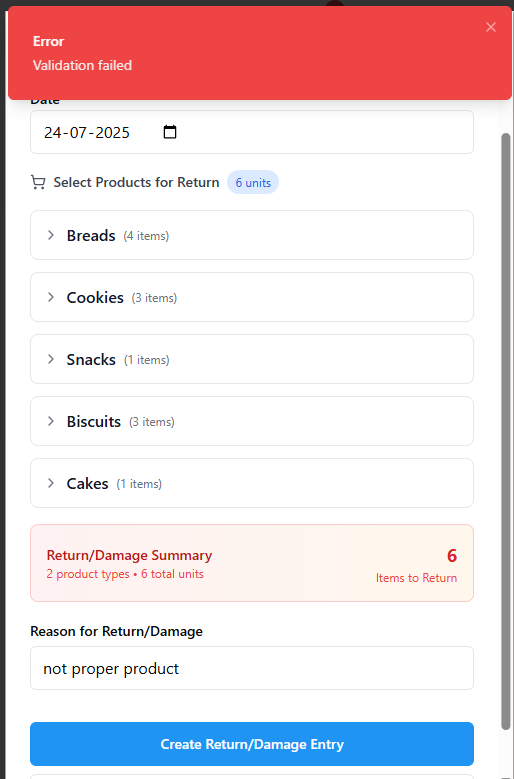 Error
Validation failed
Date
24-07-2025
Select Products for Return 6 units
Breads (4 items)
Cookies (3 items)
Snacks (1 items)
Biscuits (3 items)
Cakes (1 items)
Return/Damage Summary
6
2 product types • 6 total units
Items to Return
Reason for Return/Damage
not proper product
Create Return/Damage Entry